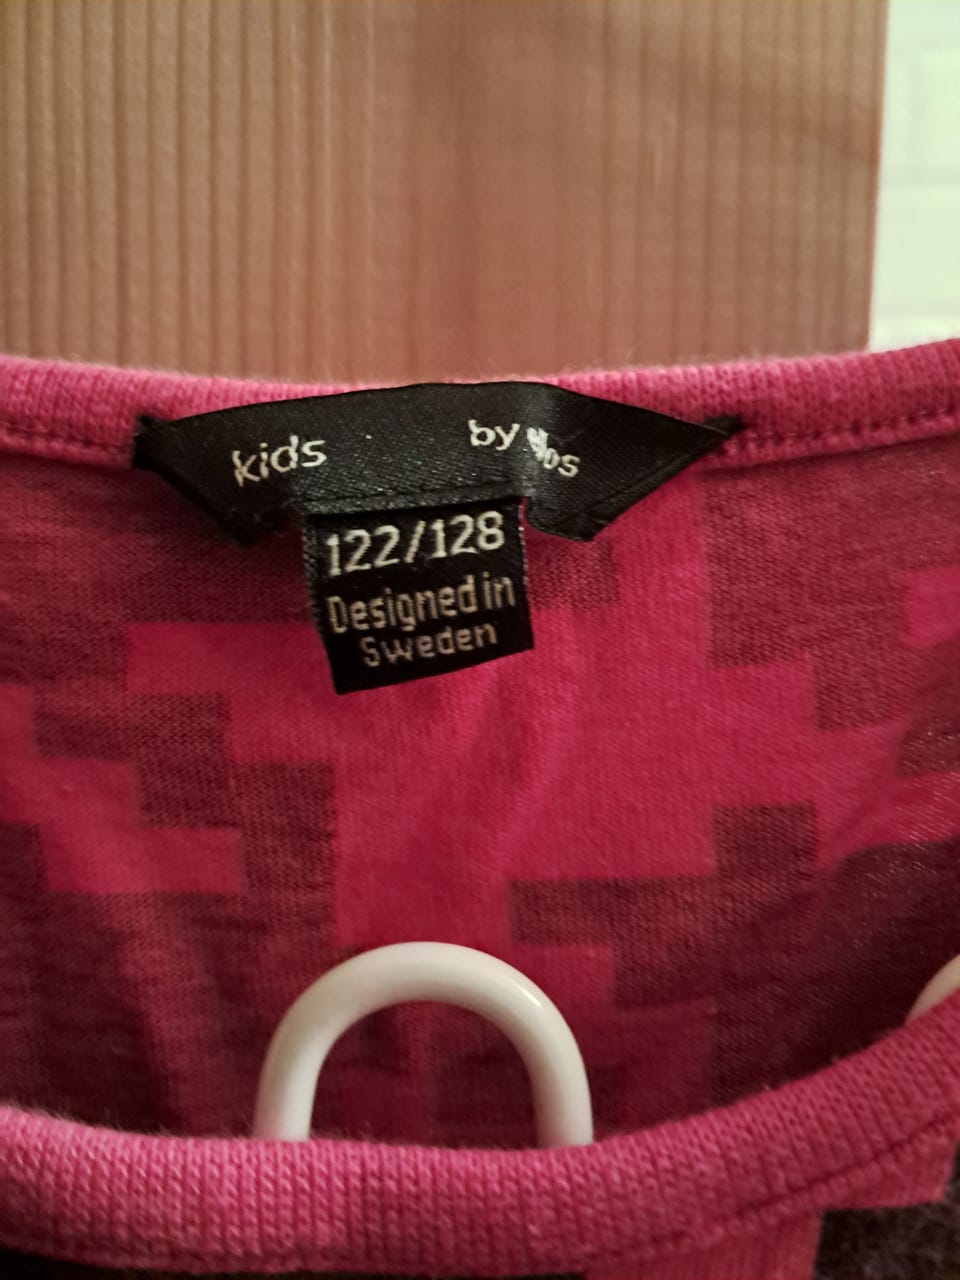 kids by
122/128
Designed in
Sweden